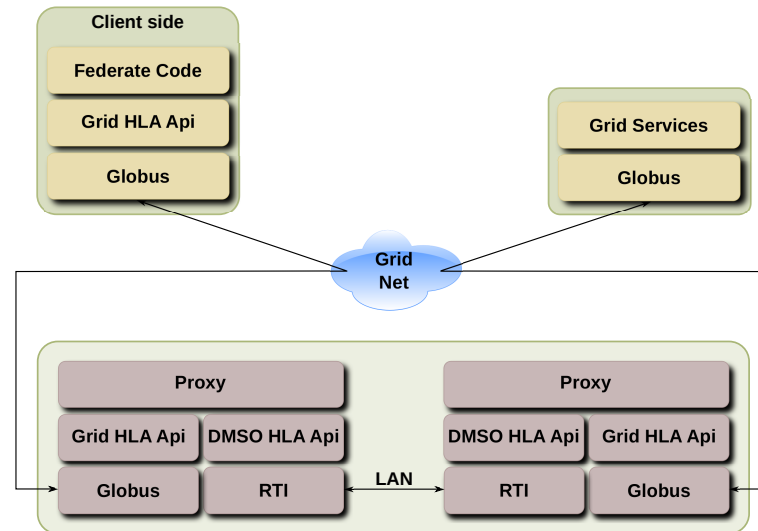 Client side
Federate Code
Grid HLA Api
Globus
Grid Services
Globus
Grid
Net
Proxy
Grid HLA Api
DMSO HLA Api
Globus
RTI
LAN
Proxy
DMSO HLA Api
Grid HLA Api
RTI
Globus